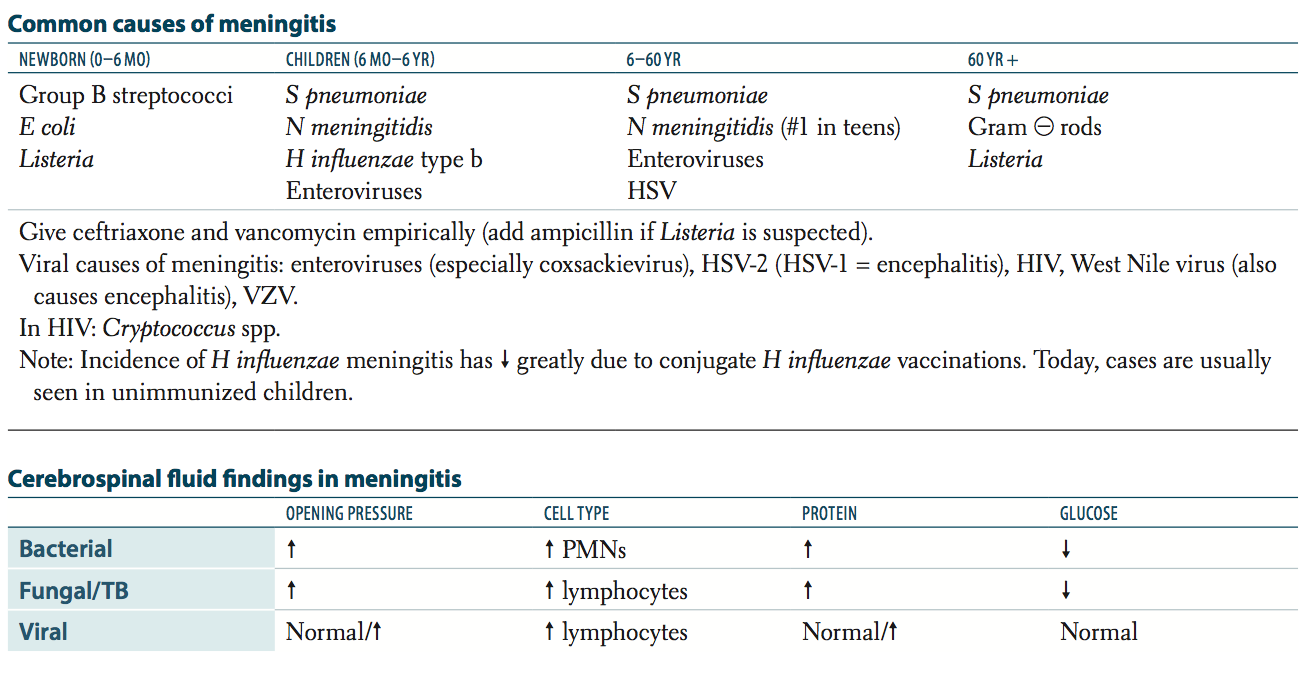 Common causes of meningitis
NEWBORN (0–6 MO) CHILDREN (6 MO–6 YR) 6–60 YR 60 YR +
Group B streptococci S pneumoniae S pneumoniae S pneumoniae
E coli N meningitidis N meningitidis (#1 in teens) Gram ⊖ rods
Listeria H influenzae type b Enteroviruses Listeria
Enteroviruses HSV
Give ceftriaxone and vancomycin empirically (add ampicillin if Listeria is suspected).
Viral causes of meningitis: enteroviruses (especially coxsackievirus), HSV-2 (HSV-1 = encephalitis), HIV, West Nile virus (also
causes encephalitis), VZV.
In HIV: Cryptococcus spp.
Note: Incidence of H influenzae meningitis has ↓ greatly due to conjugate H influenzae vaccinations. Today, cases are usually
seen in unimmunized children.
Cerebrospinal fluid findings in meningitis
OPENING PRESSURE CELL TYPE PROTEIN GLUCOSE
Bacterial ↑ ↑ PMNs ↑ ↓
Fungal/TB ↑ ↑ lymphocytes ↑ ↓
Viral Normal/↑ ↑ lymphocytes Normal/↑ Normal